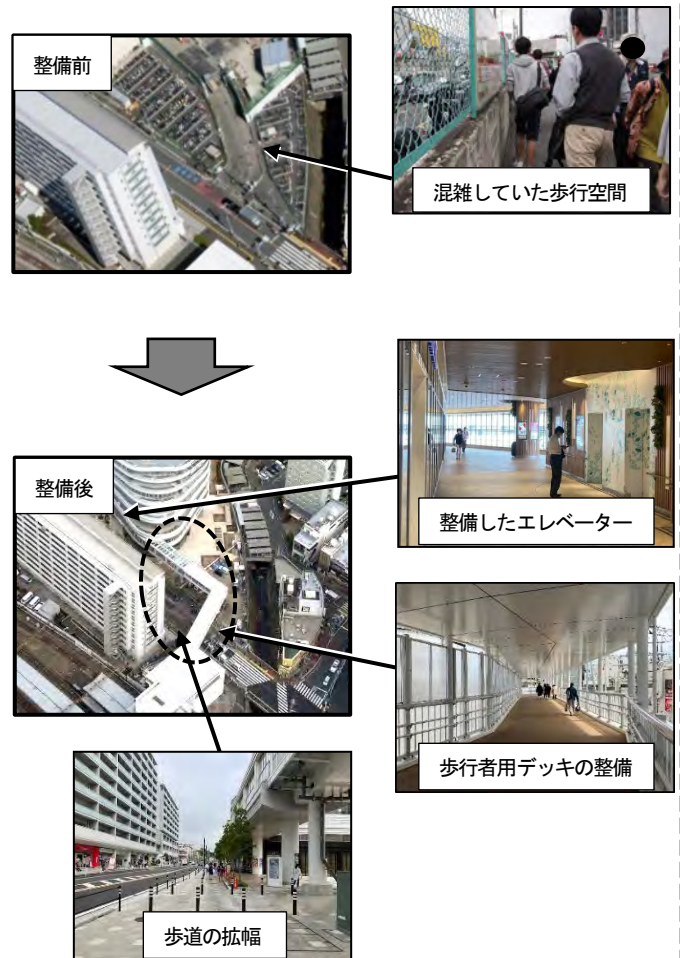 整備前
混雑していた歩行空間
整備後
整備したエレベーター
歩行者用デッキの整備
歩道の拡幅